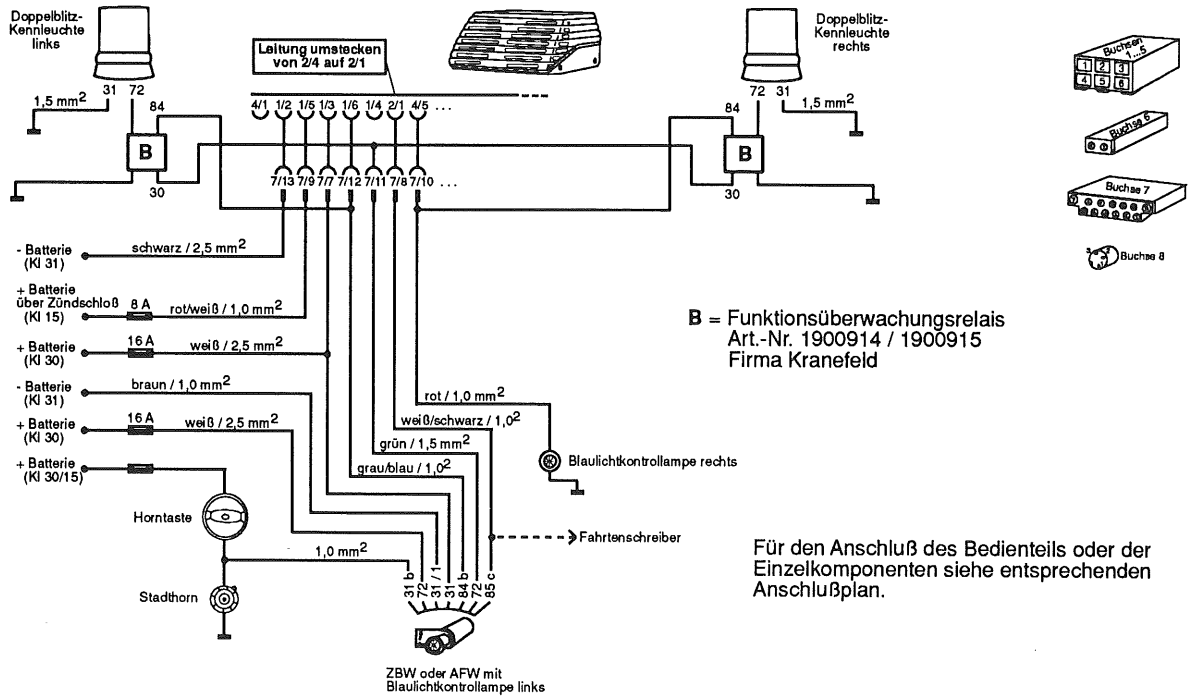 Doppelblitz-
Kennleuchte
links
31 72
1,5 mm²
84
B
30
Leitung umstecken
von 2/4 auf 2/1
4/1 1/2 1/5 1/3 1/6 1/4 2/1 4/5 ...
7/13 7/9 7/7 7/12 7/11 7/8 7/10 ...
Doppelblitz-
Kennleuchte
rechts
72 31
1,5 mm²
84
B
30
Buchsen
1...5
1 2 3
4 5 6
Buchse 6
Buchse 7
Buchse 8
- Batterie
(Kl 31)
schwarz / 2,5 mm²
+ Batterie
über Zündschloß
(Kl 15)
8 A
rot/weiß / 1,0 mm²
+ Batterie
(Kl 30)
16 A
weiß / 2,5 mm²
- Batterie
(Kl 31)
braun / 1,0 mm²
+ Batterie
(Kl 30)
16 A
weiß / 2,5 mm²
+ Batterie
(Kl 30/15)
rot / 1,0 mm²
weiß/schwarz / 1,0²
grün / 1,5 mm²
grau/blau / 1,0²
B = Funktionsüberwachungsrelais
Art.-Nr. 1900914 / 1900915
Firma Kranefeld
Blaulichtkontrollampe rechts
Horntaste
Fahrtenschreiber
1,0 mm²
Stadthorn
31 b
72
31 / 1
31
84 b
72
85 c
ZBW oder AFW mit
Blaulichtkontrollampe links
Für den Anschluß des Bedienteils oder der
Einzelkomponenten siehe entsprechenden
Anschlußplan.